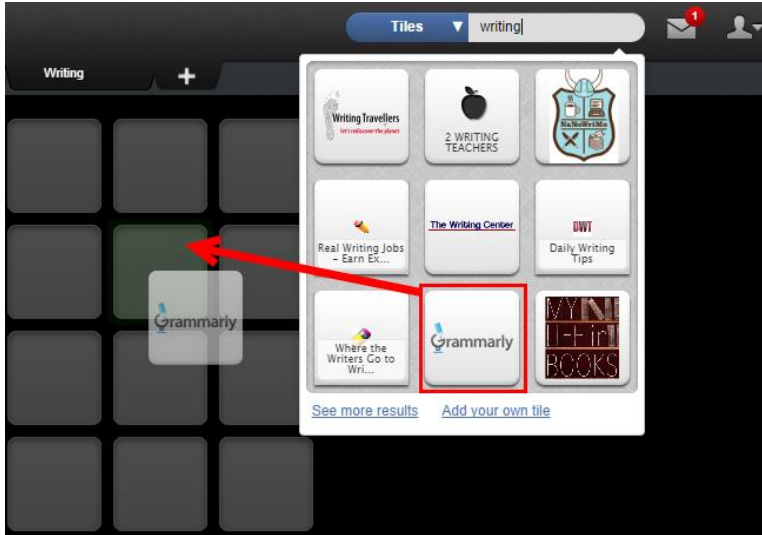 Tiles ▼ writing
1
Writing
+
Writing Travellers
let's rediscover the planet
2 WRITING
TEACHERS
NaNoWriMo
Real Writing Jobs
– Earn Ex...
The Writing Center
DWT
Daily Writing
Tips
Grammarly
Where the
Writers Go to
Wri...
Grammarly
BOOKS
See more results
Add your own tile